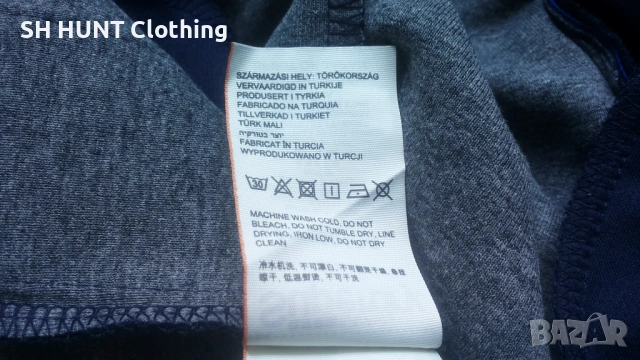 SH HUNT Clothing
SZÁRMAZÁSI HELY: TÖRÖKORSZÁG
VERVAARDIGD IN TURKIJE
PRODUSERT I TYRKIA
FABRICADO NA TURQUIA
TILLVERKAD I TURKIET
TÜRK MALI
יוצר בטורקיה
FABRICAT ÎN TURCIA
WYPRODUKOWANO W TURCJI
30
MACHINE WASH COLD, DO NOT
BLEACH, DO NOT TUMBLE DRY, LINE
DRYING, IRON LOW, DO NOT DRY
CLEAN
冷水机洗, 不可漂白, 不可翻滚干燥, 悬挂
晾干, 低温熨烫, 不可干洗
BAZAR